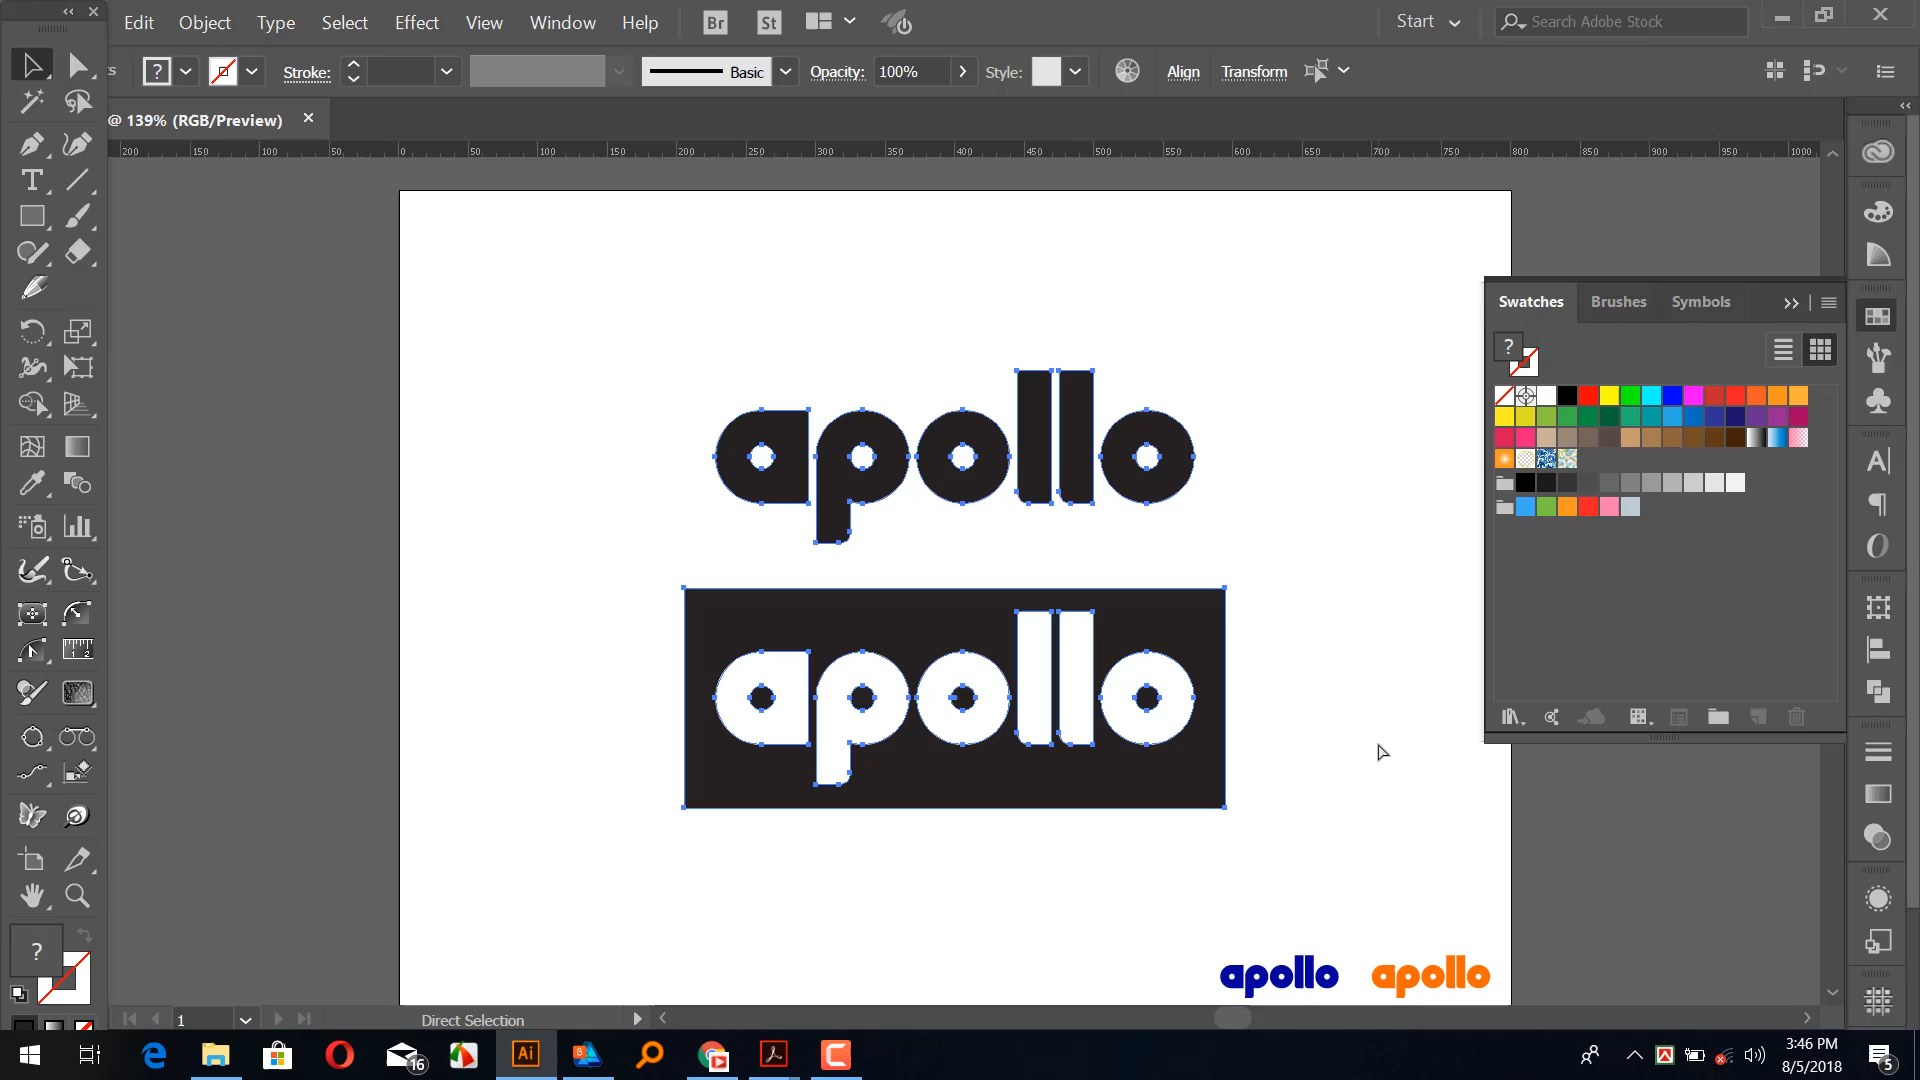 Edit Object Type Select Effect View Window Help Br St Start Search Adobe Stock
? Stroke: Basic Opacity: 100% Style: Align Transform
@ 139% (RGB/Preview)
200 150 100 50 0 50 100 150 200 250 300 350 400 450 500 550 600 650 700 750 800 850 900 950 1000
Swatches Brushes Symbols
?
apollo
apollo
apollo apollo
?
1 Direct Selection
16 Ai
3:46 PM
8/5/2018
5